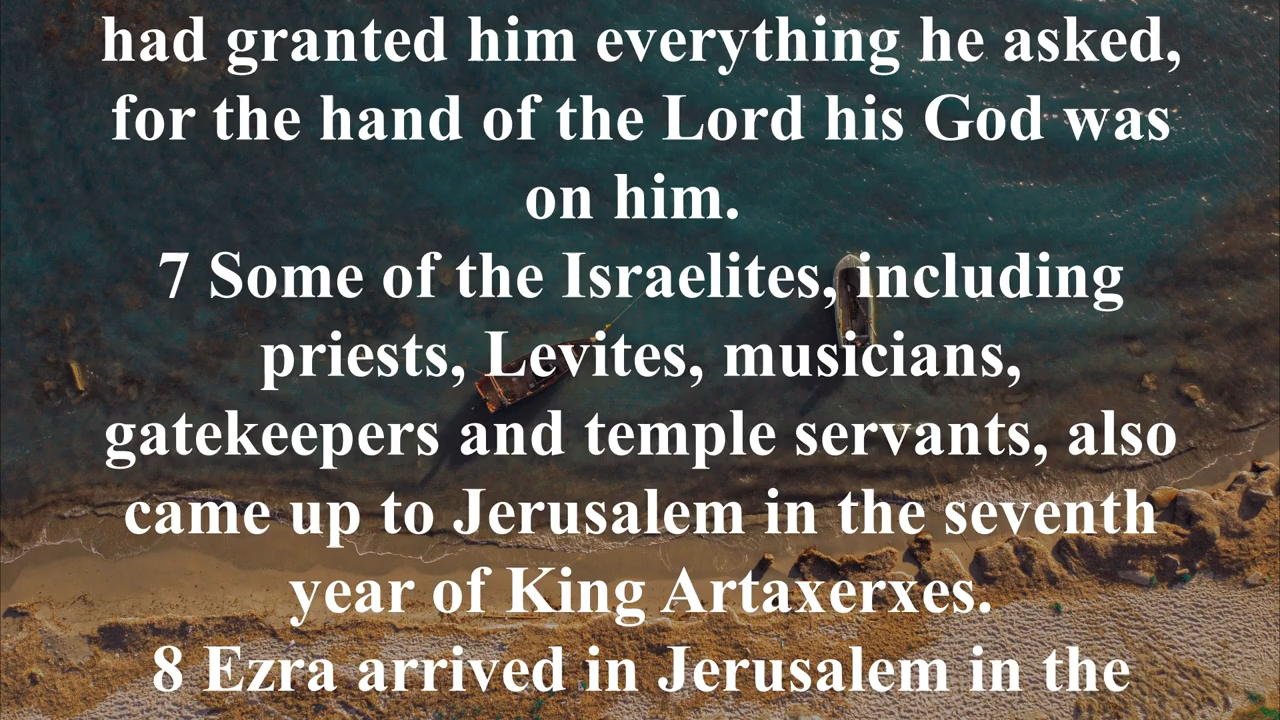 had granted him everything he asked,
for the hand of the Lord his God was
on him.
7 Some of the Israelites, including
priests, Levites, musicians,
gatekeepers and temple servants, also
came up to Jerusalem in the seventh
year of King Artaxerxes.
8 Ezra arrived in Jerusalem in the